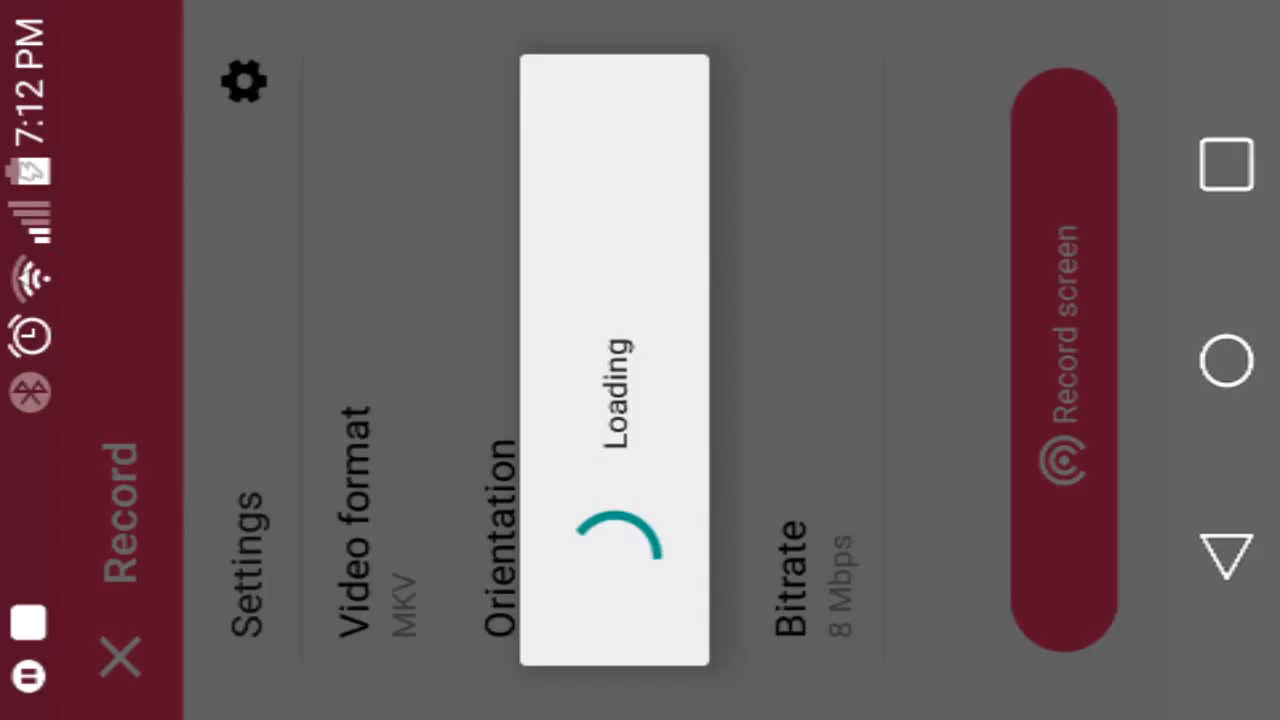 7:12 PM
Record
Settings
Video format
MKV
Orientation
Loading
Bitrate
8 Mbps
Record screen